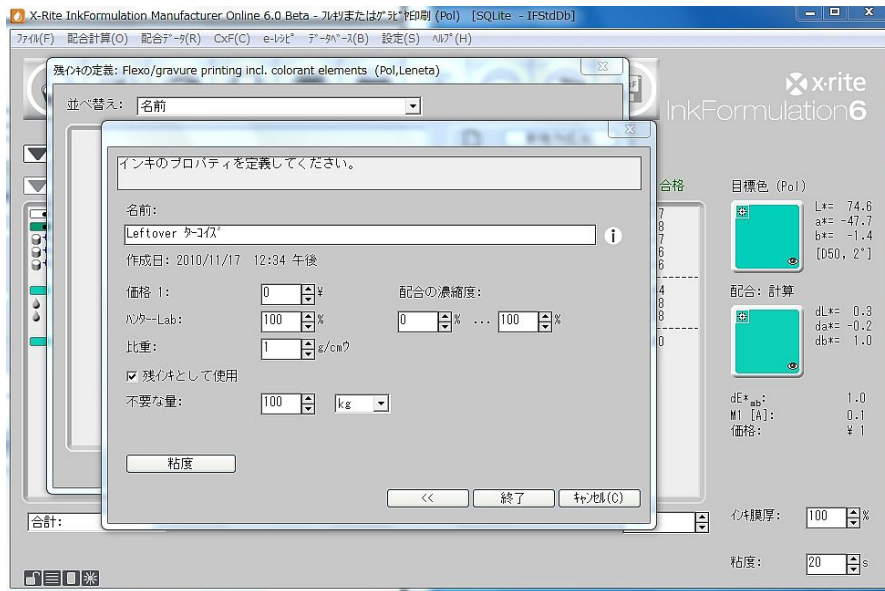 X-Rite InkFormulation Manufacturer Online 6.0 Beta - フレキソまたはグラビア印刷 (Pol) [SQLite - IFStdDb]
ファイル(F) 配合計算(O) 配合データ(R) CxF(C) e-レシピ データベース(B) 設定(S) ヘルプ(H)
残インキの定義: Flexo/gravure printing incl. colorant elements (Pol,Leneta)
並べ替え: 名前
x·rite
InkFormulation6
インキのプロパティを定義してください。
名前:
Leftover ターコイズ
作成日: 2010/11/17 12:34 午後
価格 1: 0 ¥
配合の濃縮度:
ハンター-Lab: 100 %
0 % ... 100 %
比重: 1 g/cm³
残インキとして使用
不要な量: 100 kg
粘度
<< 終了 キャンセル(C)
合格
目標色 (Pol)
L*= 74.6
a*= -47.7
b*= -1.4
[D50, 2°]
配合: 計算
dL*= 0.3
da*= -0.2
db*= 1.0
dE*ab: 1.0
M1 [A]: 0.1
価格: ¥ 1
合計:
インキ膜厚: 100 %
粘度: 20 s